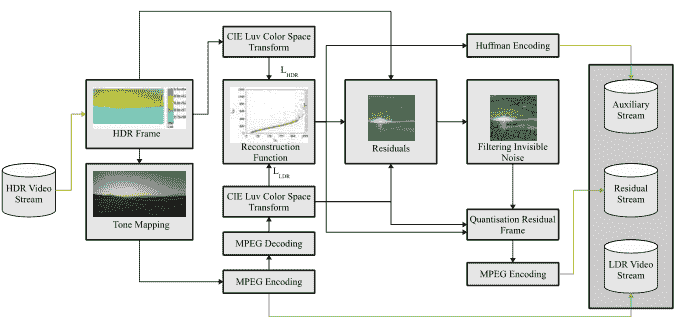 CIE Luv Color Space
Transform
Huffman Encoding
L HDR
Auxiliary
Stream
HDR Frame
Reconstruction
Function
Residuals
Filtering Invisible
Noise
L LDR
HDR Video
Stream
CIE Luv Color Space
Transform
Residual
Stream
Tone Mapping
Quantisation Residual
Frame
MPEG Decoding
LDR Video
Stream
MPEG Encoding
MPEG Encoding